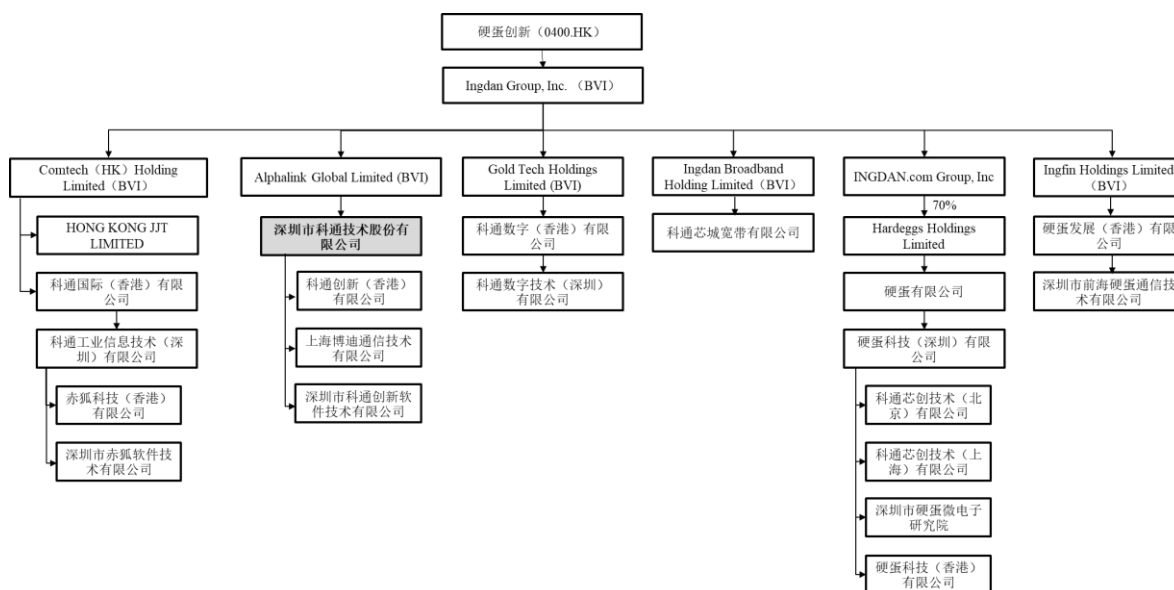 硬蛋创新（0400.HK）
Ingdan Group, Inc. （BVI）
Comtech（HK）Holding
Limited（BVI）
HONG KONG JJT
LIMITED
科通国际（香港）有限
公司
科通工业信息技术（深
圳）有限公司
赤狐科技（香港）
有限公司
深圳市赤狐软件技
术有限公司
Alphalink Global Limited (BVI)
深圳市科通技术股份有
限公司
科通创新（香港）
有限公司
上海博迪通信技术
有限公司
深圳市科通创新软
件技术有限公司
Gold Tech Holdings
Limited (BVI)
科通数字（香港）有限
公司
科通数字技术（深圳）
有限公司
Ingdan Broadband
Holding Limited（BVI）
科通芯城宽带有限公司
INGDAN.com Group, Inc
70%
Hardeggs Holdings
Limited
硬蛋有限公司
硬蛋科技（深圳）有限
公司
科通芯创技术（北
京）有限公司
科通芯创技术（上
海）有限公司
深圳市硬蛋微电子
研究院
硬蛋科技（香港）
有限公司
Ingfin Holdings Limited
（BVI）
硬蛋发展（香港）有限
公司
深圳市前海硬蛋通信技
术有限公司